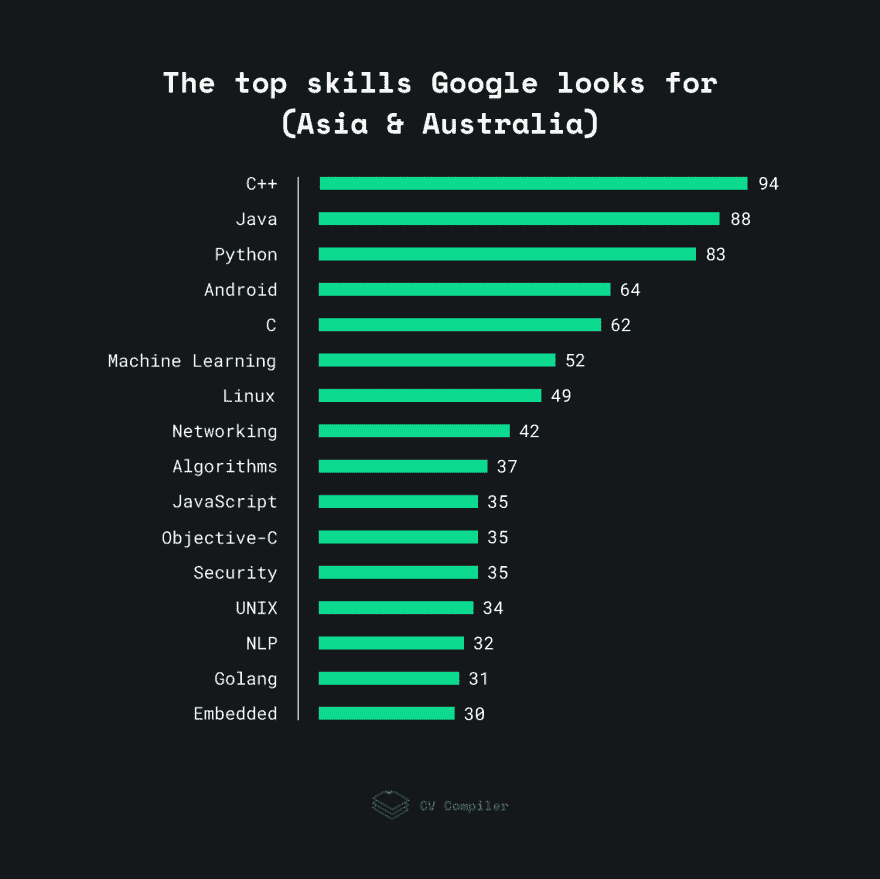 The top skills Google looks for
(Asia & Australia)
C++ 94
Java 88
Python 83
Android 64
C 62
Machine Learning 52
Linux 49
Networking 42
Algorithms 37
JavaScript 35
Objective-C 35
Security 35
UNIX 34
NLP 32
Golang 31
Embedded 30
CV Compiler